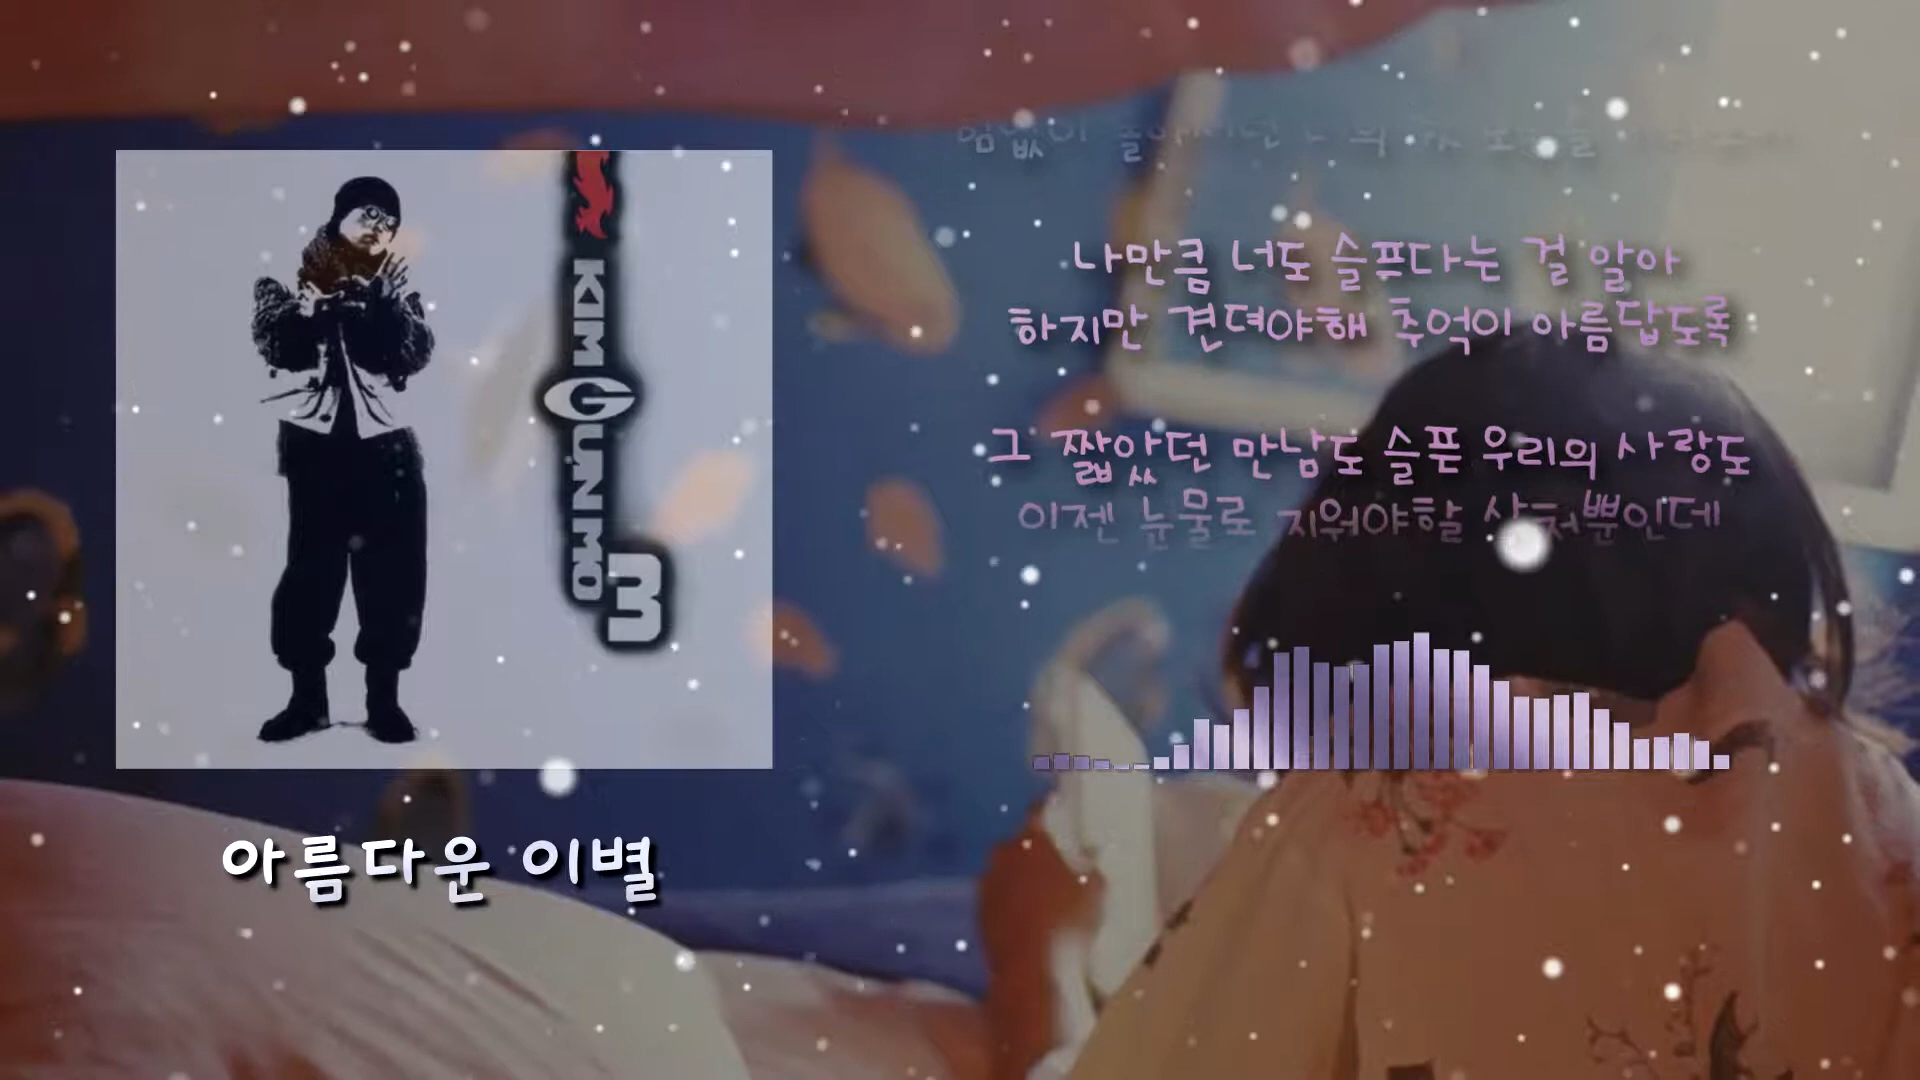 KIM GUNMO
3
아름다운 이별
나만큼 너도 슬프다는 걸 알아
하지만 견뎌야해 추억이 아름답도록
그 짧았던 만남도 슬픈 우리의 사랑도
이젠 눈물로 지워야할 상처뿐인데